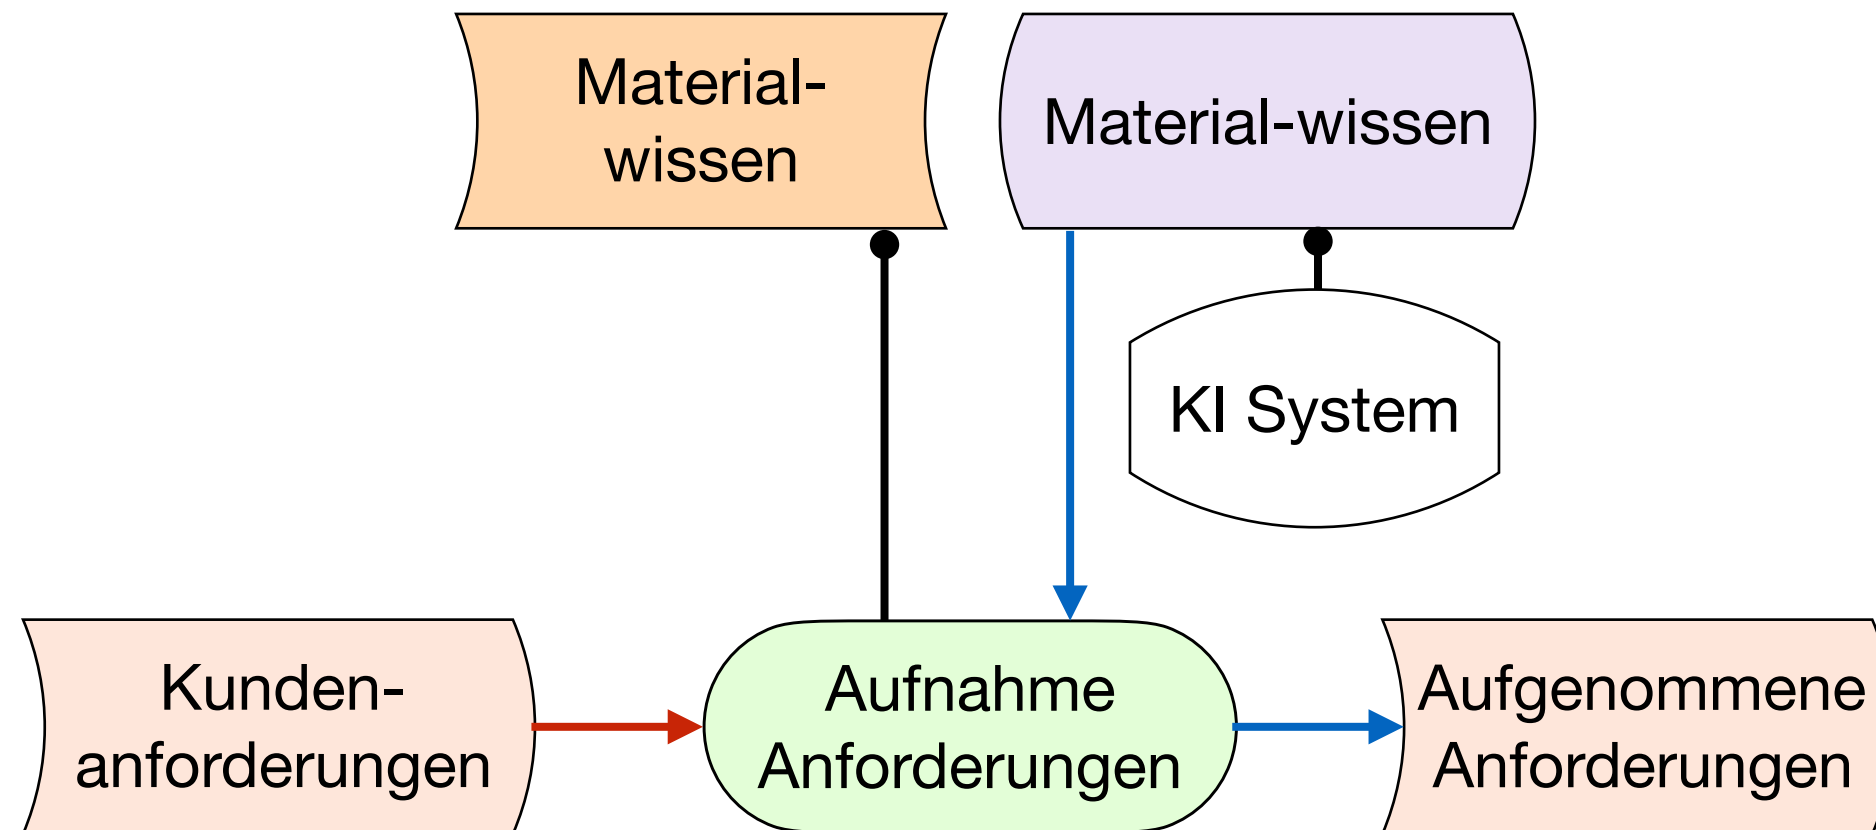 Material-
wissen
Material-wissen
KI System
Kunden-
anforderungen
Aufnahme
Anforderungen
Aufgenommene
Anforderungen